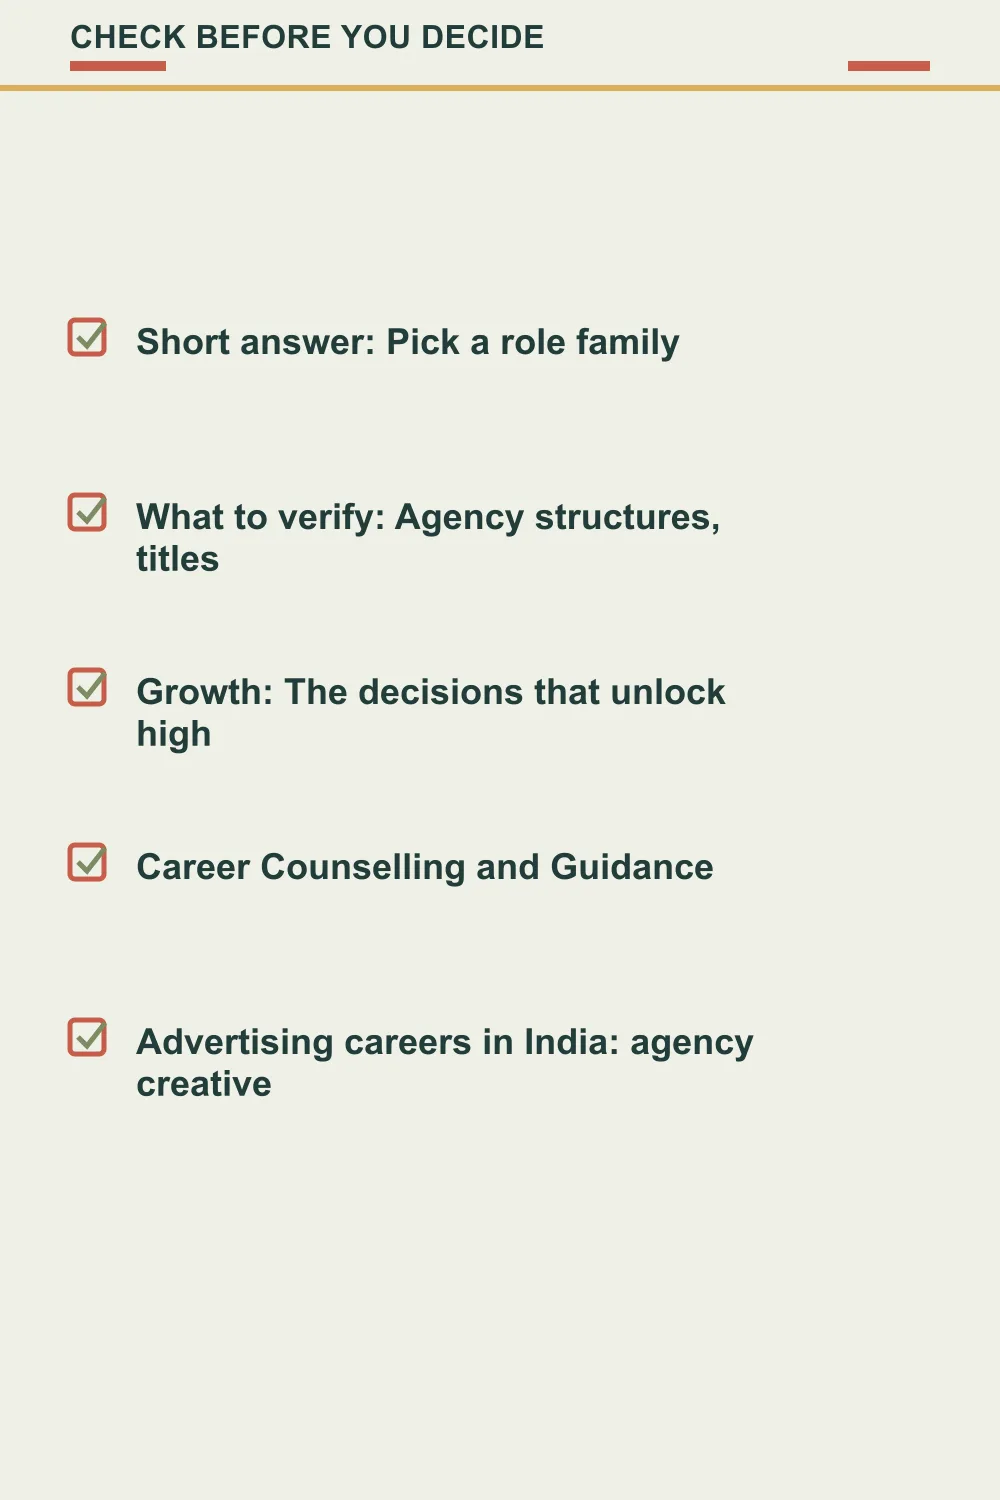 CHECK BEFORE YOU DECIDE
Short answer: Pick a role family
What to verify: Agency structures,
titles
Growth: The decisions that unlock
high
Career Counselling and Guidance
Advertising careers in India: agency
creative